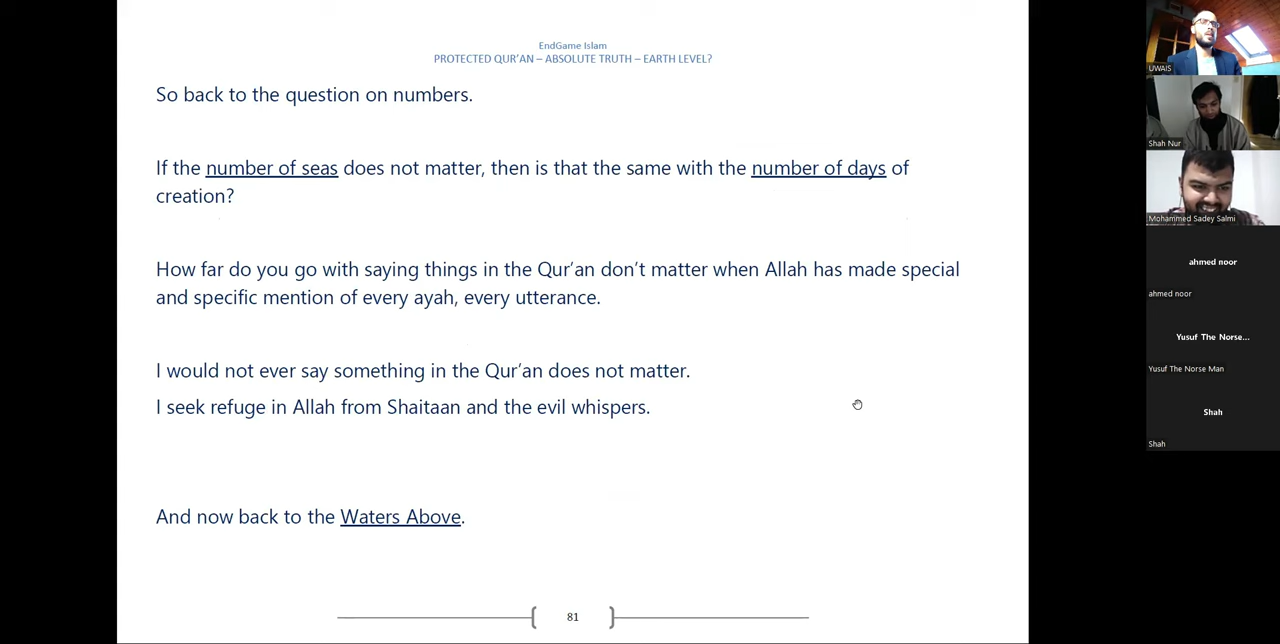 EndGame Islam
PROTECTED QUR’AN – ABSOLUTE TRUTH – EARTH LEVEL?
So back to the question on numbers.
If the number of seas does not matter, then is that the same with the number of days of
creation?
How far do you go with saying things in the Qur’an don’t matter when Allah has made special
and specific mention of every ayah, every utterance.
I would not ever say something in the Qur’an does not matter.
I seek refuge in Allah from Shaitaan and the evil whispers.
And now back to the Waters Above.
81
UWAIS
Shah Nur
Mohammed Sadey Salmi
ahmed noor
ahmed noor
Yusuf The Norse...
Yusuf The Norse Man
Shah
Shah